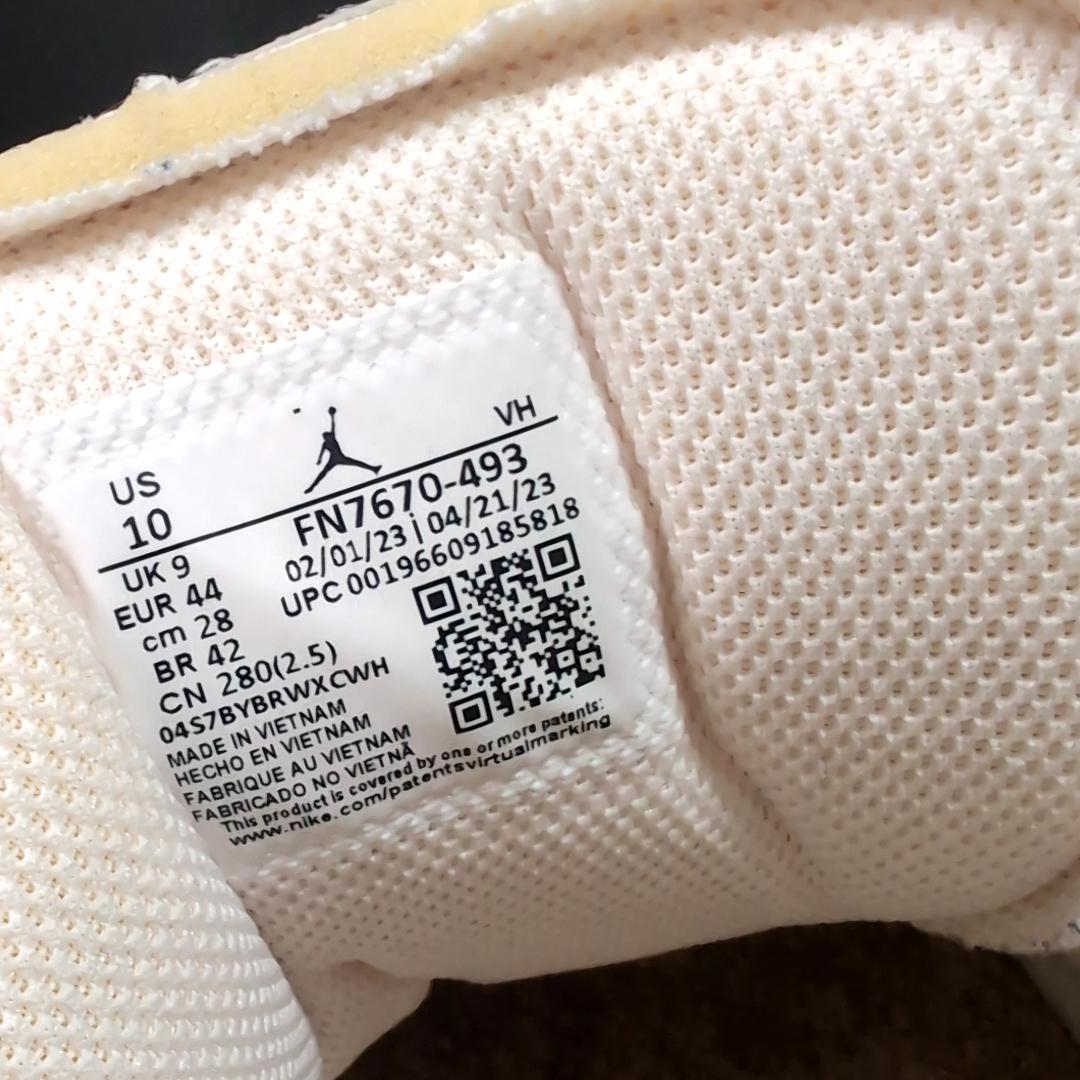 US
10
VH
FN7670-493
02/01/23 | 04/21/23
UPC 00196609185818
UK 9
EUR 44
cm 28
BR 42
CN 280(2.5)
04S7BYBRWXCWH
MADE IN VIETNAM
HECHO EN VIETNAM
FABRIQUE AU VIETNAM
FABRICADO NO VIETNÃ
This product is covered by one or more patents:
www.nike.com/patentsvirtualmarking